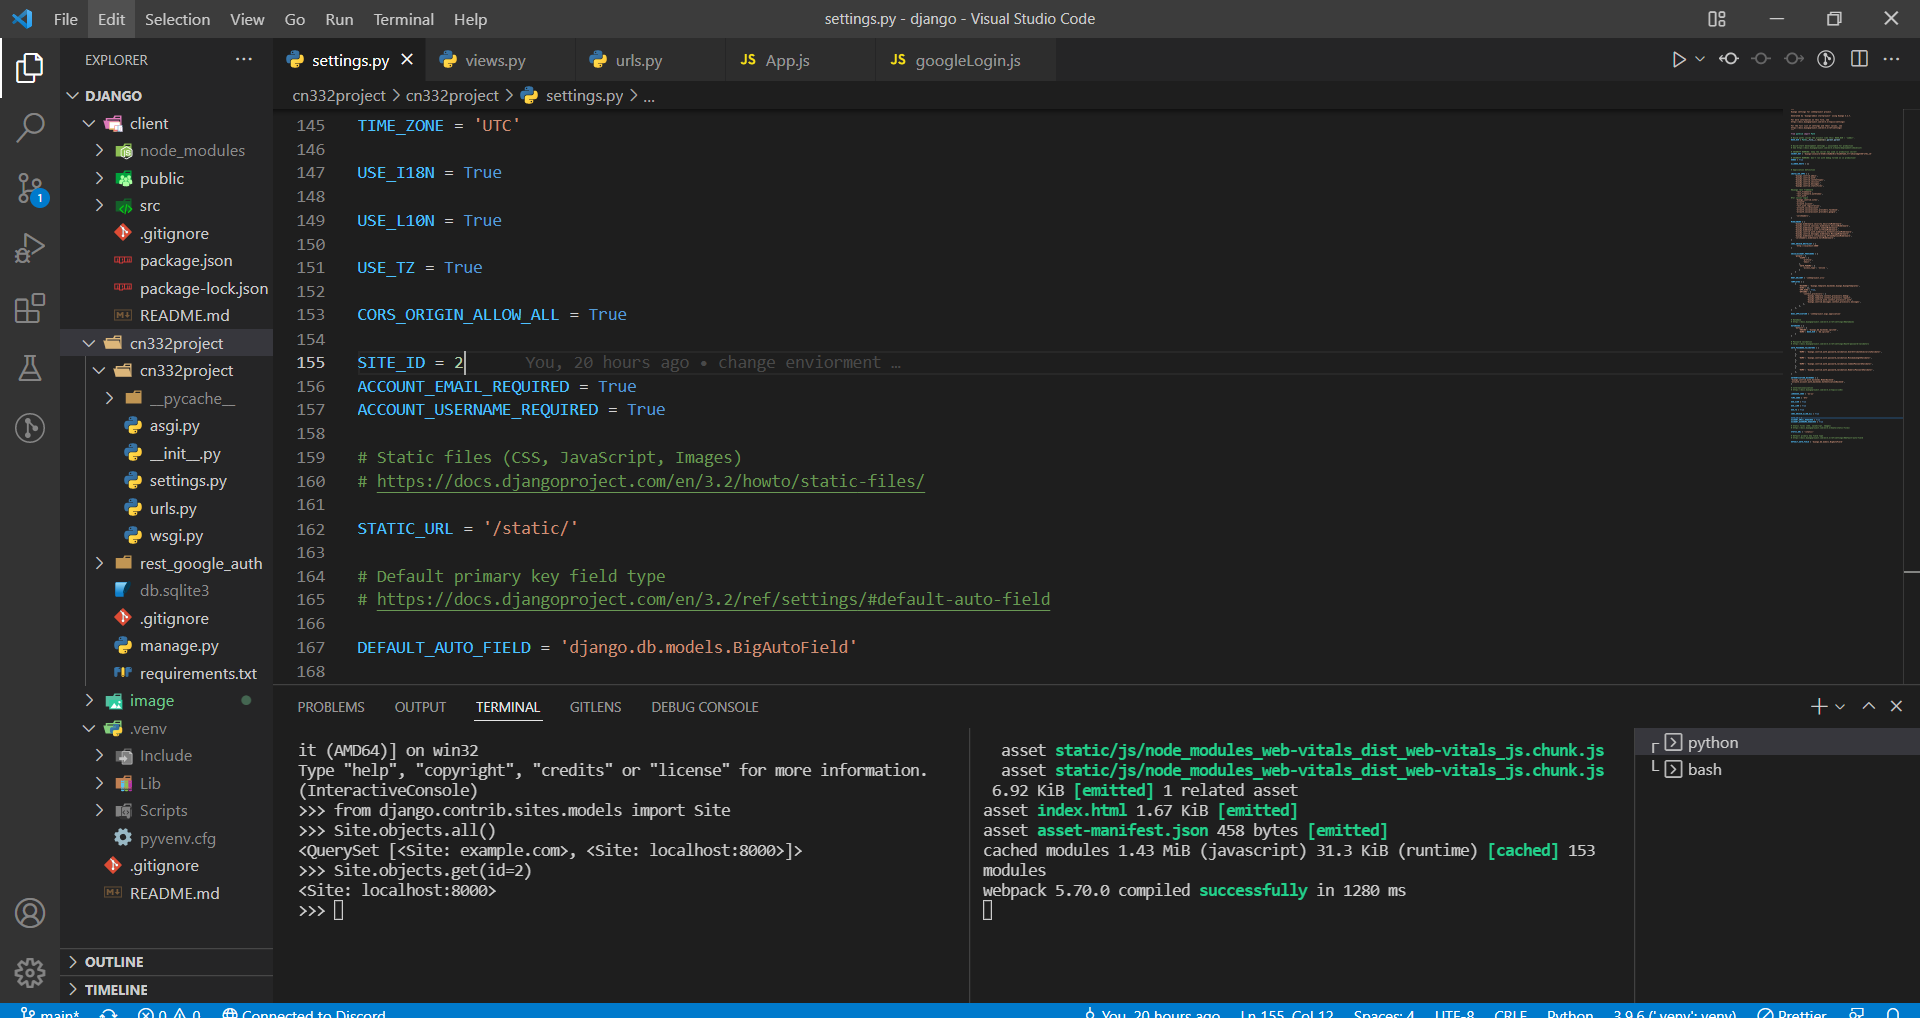 File Edit Selection View Go Run Terminal Help
settings.py - django - Visual Studio Code
EXPLORER ···
DJANGO
client
node_modules
public
src
.gitignore
package.json
package-lock.json
README.md
cn332project
cn332project
__pycache__
asgi.py
__init__.py
settings.py
urls.py
wsgi.py
rest_google_auth
db.sqlite3
.gitignore
manage.py
requirements.txt
image
.venv
Include
Lib
Scripts
pyvenv.cfg
.gitignore
README.md
OUTLINE
TIMELINE
1
settings.py views.py urls.py JS App.js JS googleLogin.js
cn332project > cn332project > settings.py > ...
145 TIME_ZONE = 'UTC'
146
147 USE_I18N = True
148
149 USE_L10N = True
150
151 USE_TZ = True
152
153 CORS_ORIGIN_ALLOW_ALL = True
154
155 SITE_ID = 2 You, 20 hours ago • change enviorment …
156 ACCOUNT_EMAIL_REQUIRED = True
157 ACCOUNT_USERNAME_REQUIRED = True
158
159 # Static files (CSS, JavaScript, Images)
160 # https://docs.djangoproject.com/en/3.2/howto/static-files/
161
162 STATIC_URL = '/static/'
163
164 # Default primary key field type
165 # https://docs.djangoproject.com/en/3.2/ref/settings/#default-auto-field
166
167 DEFAULT_AUTO_FIELD = 'django.db.models.BigAutoField'
168
PROBLEMS OUTPUT TERMINAL GITLENS DEBUG CONSOLE
it (AMD64)] on win32
Type "help", "copyright", "credits" or "license" for more information.
(InteractiveConsole)
>>> from django.contrib.sites.models import Site
>>> Site.objects.all()
<QuerySet [<Site: example.com>, <Site: localhost:8000>]>
>>> Site.objects.get(id=2)
<Site: localhost:8000>
>>>
asset static/js/node_modules_web-vitals_dist_web-vitals_js.chunk.js
asset static/js/node_modules_web-vitals_dist_web-vitals_js.chunk.js
6.92 KiB [emitted] 1 related asset
asset index.html 1.67 KiB [emitted]
asset asset-manifest.json 458 bytes [emitted]
cached modules 1.43 MiB (javascript) 31.3 KiB (runtime) [cached] 153
modules
webpack 5.70.0 compiled successfully in 1280 ms
python
bash
main* 0 0 Connected to Discord You, 20 hours ago Ln 155, Col 12 Spaces: 4 UTF-8 CRLF Python 3.9.6 ('.venv': venv) Prettier